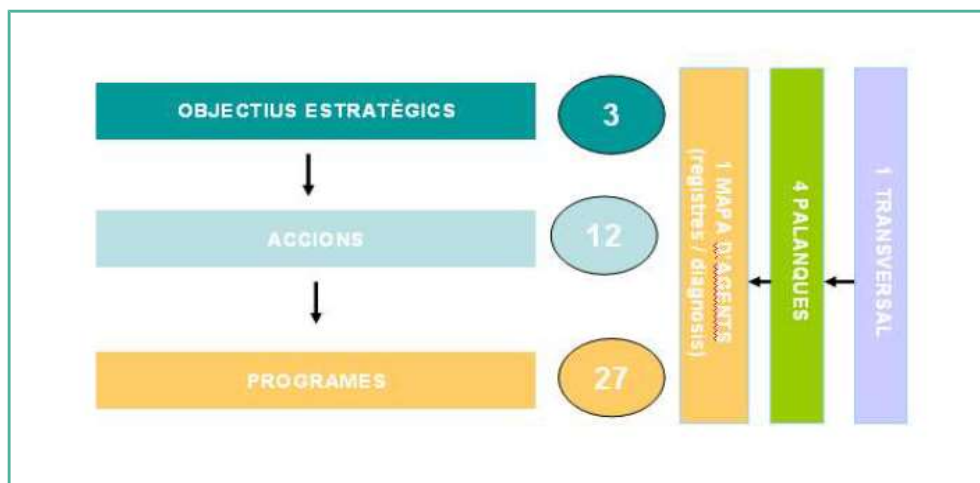 OBJECTIUS ESTRATÈGICS
3
ACCIONS
12
PROGRAMES
27
1 MAPA D'AGENTS
(registres / diagnosis)
4 PALANQUES
1 TRANSVERSAL